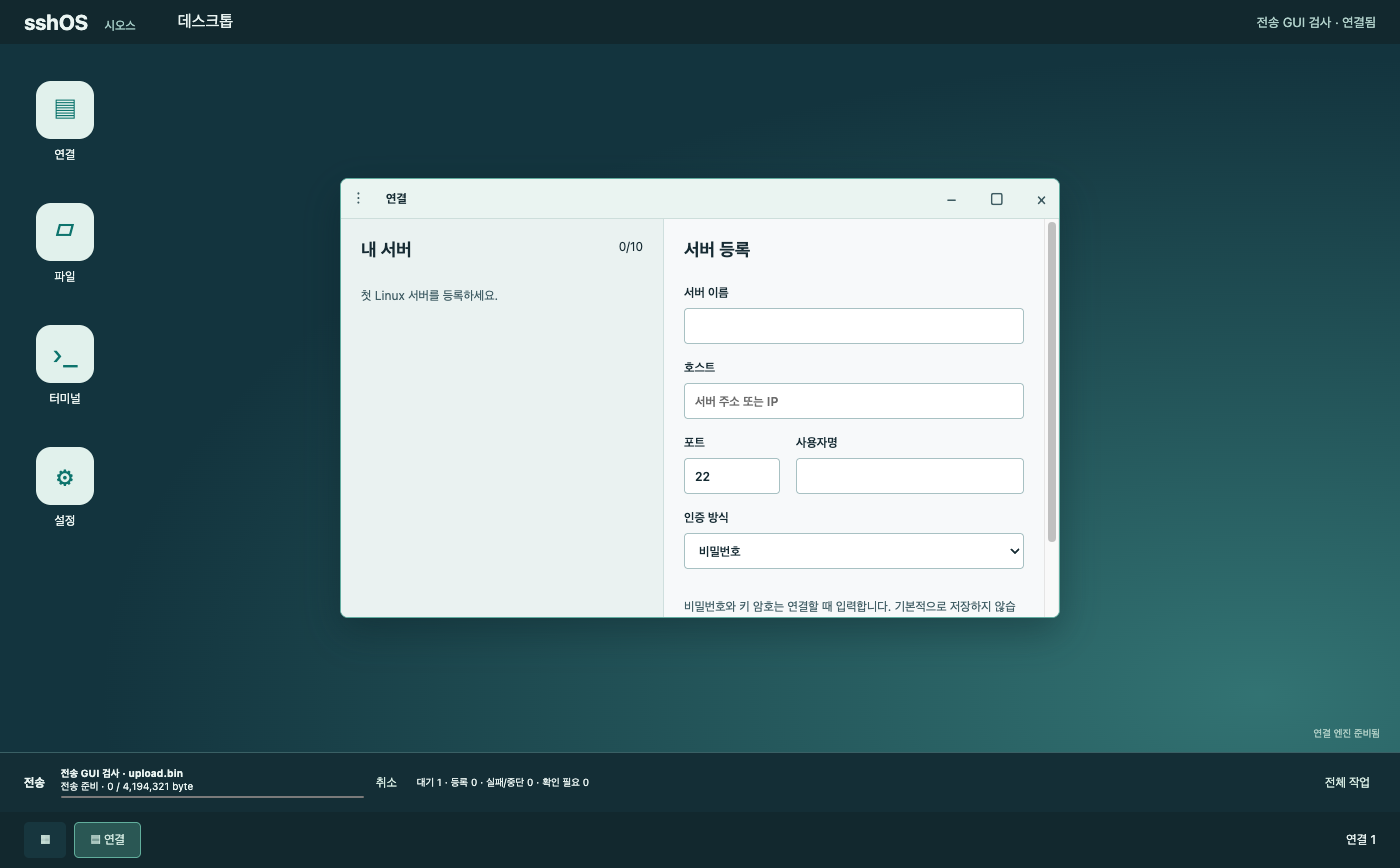 sshOS 시오스 데스크톱 전송 GUI 검사 · 연결됨
연결
파일
터미널
설정
연결
내 서버 0/10
첫 Linux 서버를 등록하세요.
서버 등록
서버 이름
호스트
서버 주소 또는 IP
포트 사용자명
22
인증 방식
비밀번호
비밀번호와 키 암호는 연결할 때 입력합니다. 기본적으로 저장하지 않습
연결 엔진 준비됨
전송 전송 GUI 검사 · upload.bin
전송 준비 · 0 / 4,194,321 byte
취소 대기 1 · 등록 0 · 실패/중단 0 · 확인 필요 0 전체 작업
연결 연결 1